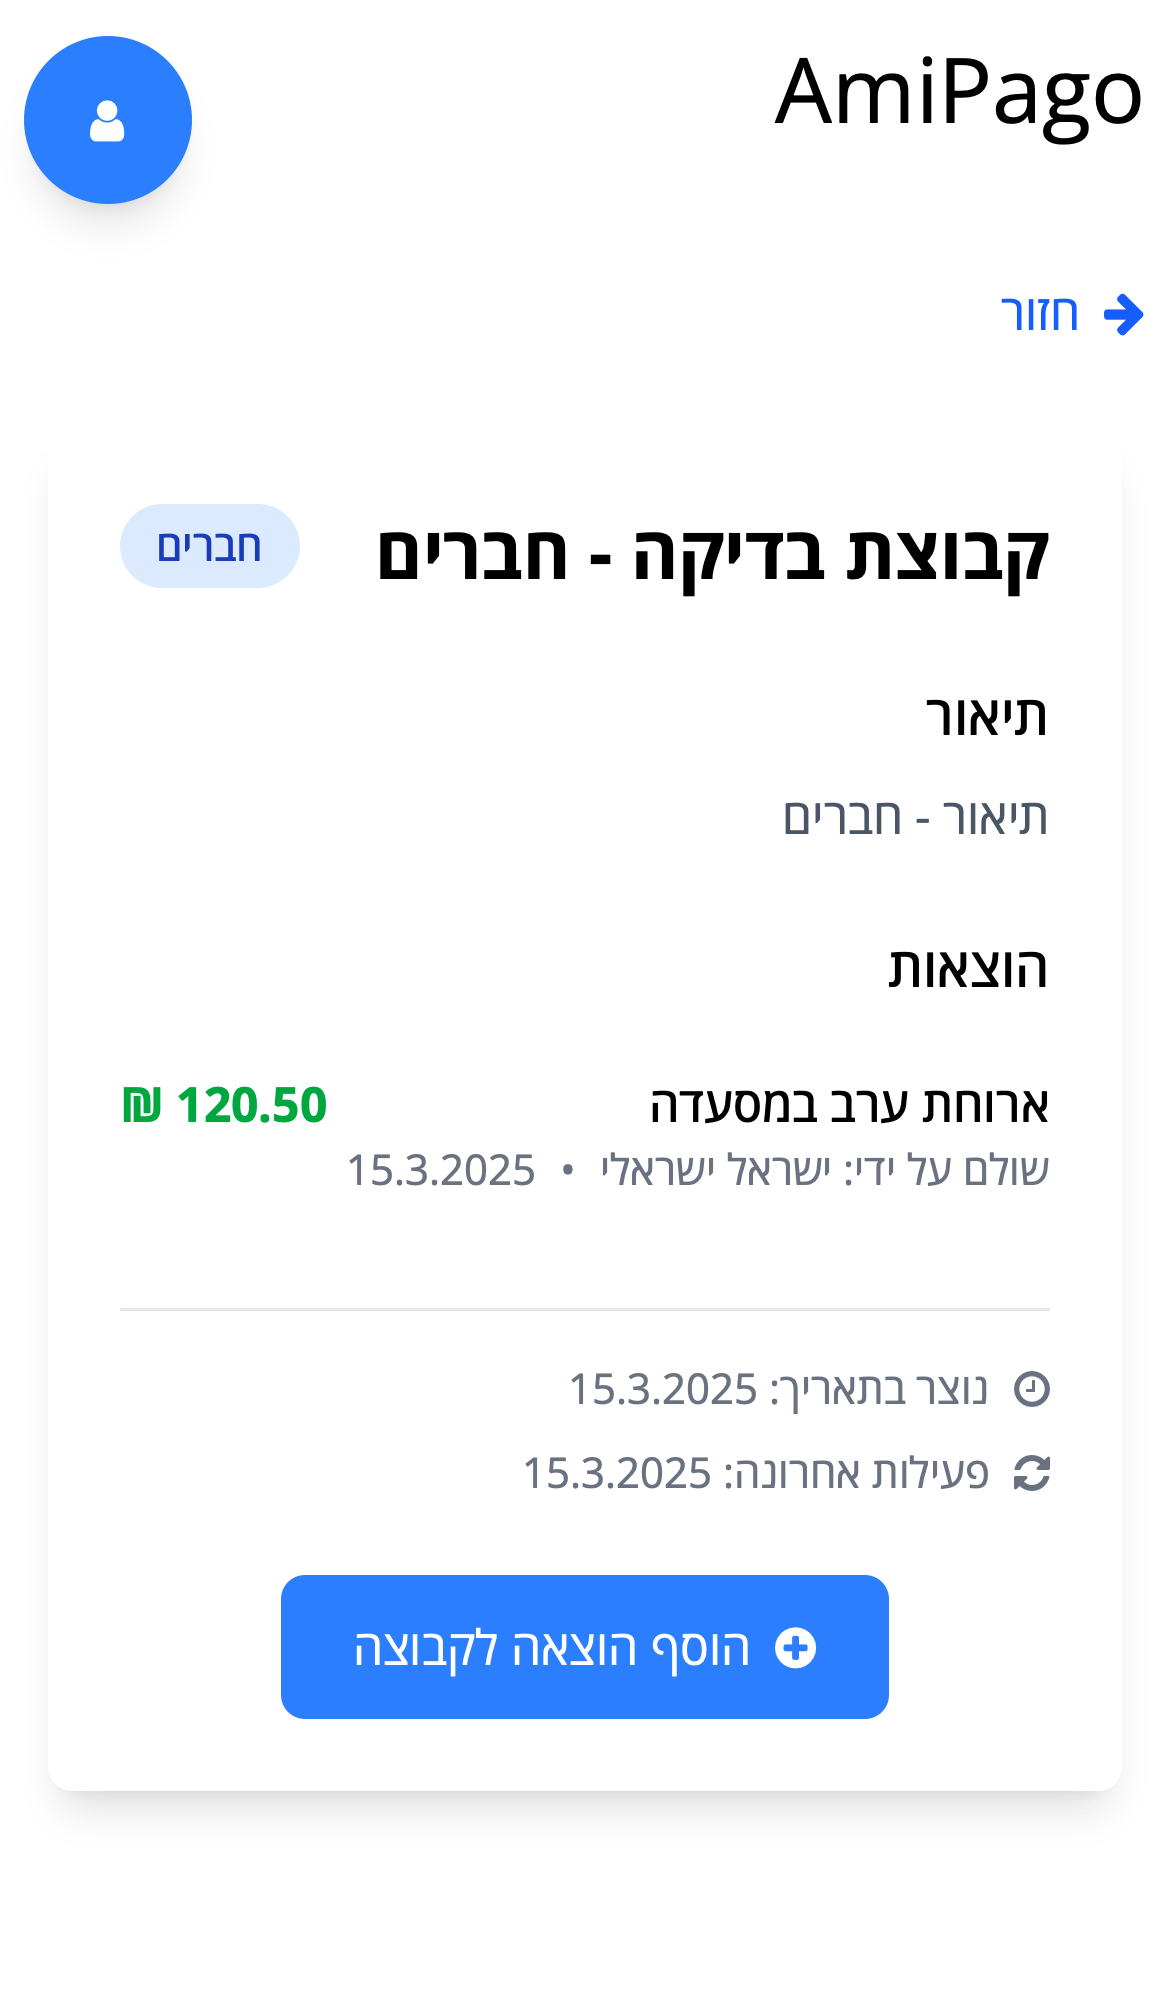 AmiPago
חזור
קבוצת בדיקה - חברים
חברים
תיאור
תיאור - חברים
הוצאות
ארוחת ערב במסעדה
120.50 ₪
שולם על ידי: ישראל ישראלי • 15.3.2025
נוצר בתאריך: 15.3.2025
פעילות אחרונה: 15.3.2025
הוסף הוצאה לקבוצה